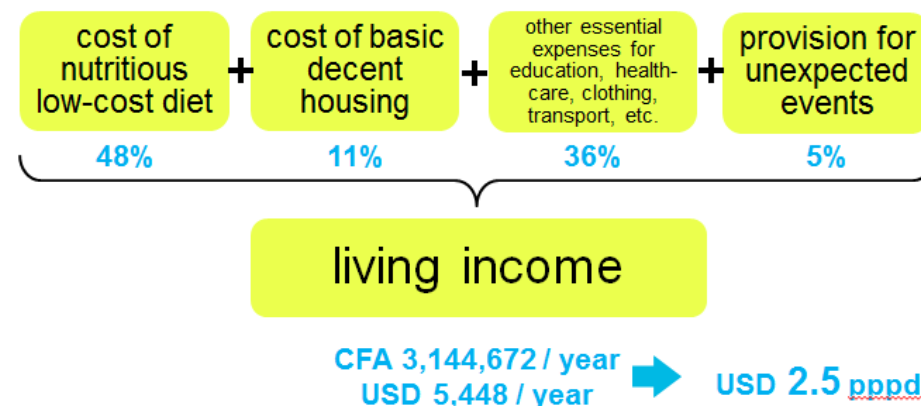 cost of
nutritious
low-cost diet
+
cost of basic
decent
housing
+
other essential
expenses for
education, health-
care, clothing,
transport, etc.
+
provision for
unexpected
events
48%
11%
36%
5%
living income
CFA 3,144,672 / year
USD 5,448 / year
USD 2.5 pppd